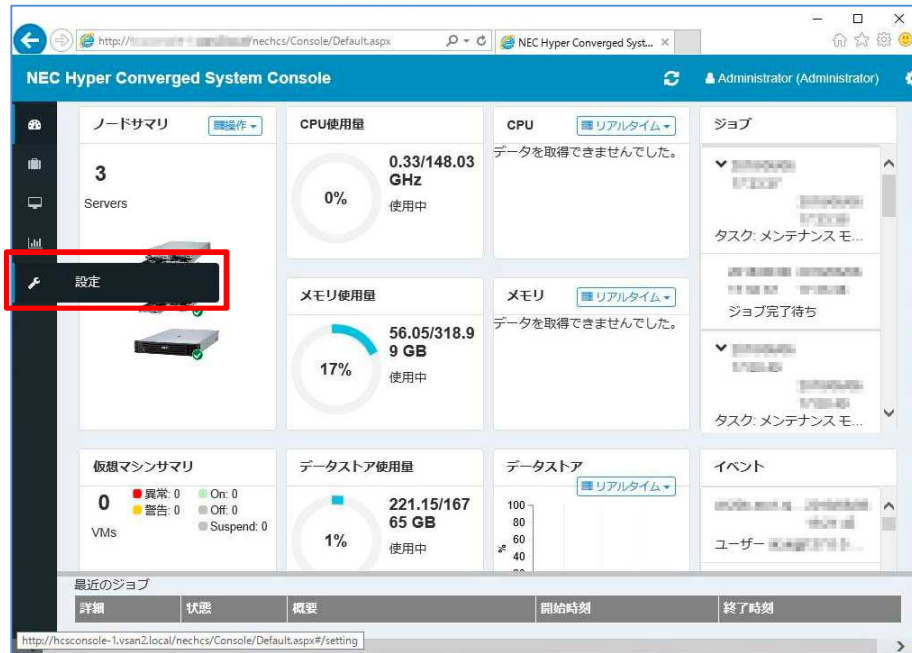 http:// /nechcs/Console/Default.aspx
NEC Hyper Converged Syst...
NEC Hyper Converged System Console
Administrator (Administrator)
ノードサマリ
操作
3
Servers
設定
CPU使用量
0%
0.33/148.03
GHz
使用中
CPU
リアルタイム
データを取得できませんでした。
ジョブ
タスク: メンテナンス モ...
ジョブ完了待ち
タスク: メンテナンス モ...
メモリ使用量
17%
56.05/318.9
9 GB
使用中
メモリ
リアルタイム
データを取得できませんでした。
仮想マシンサマリ
0
VMs
異常: 0
警告: 0
On: 0
Off: 0
Suspend: 0
データストア使用量
1%
221.15/167
65 GB
使用中
データストア
リアルタイム
100
80
60
40
%
イベント
ユーザー
最近のジョブ
詳細 状態 概要 開始時刻 終了時刻
http://hcsconsole-1.vsan2.local/nechcs/Console/Default.aspx#/setting